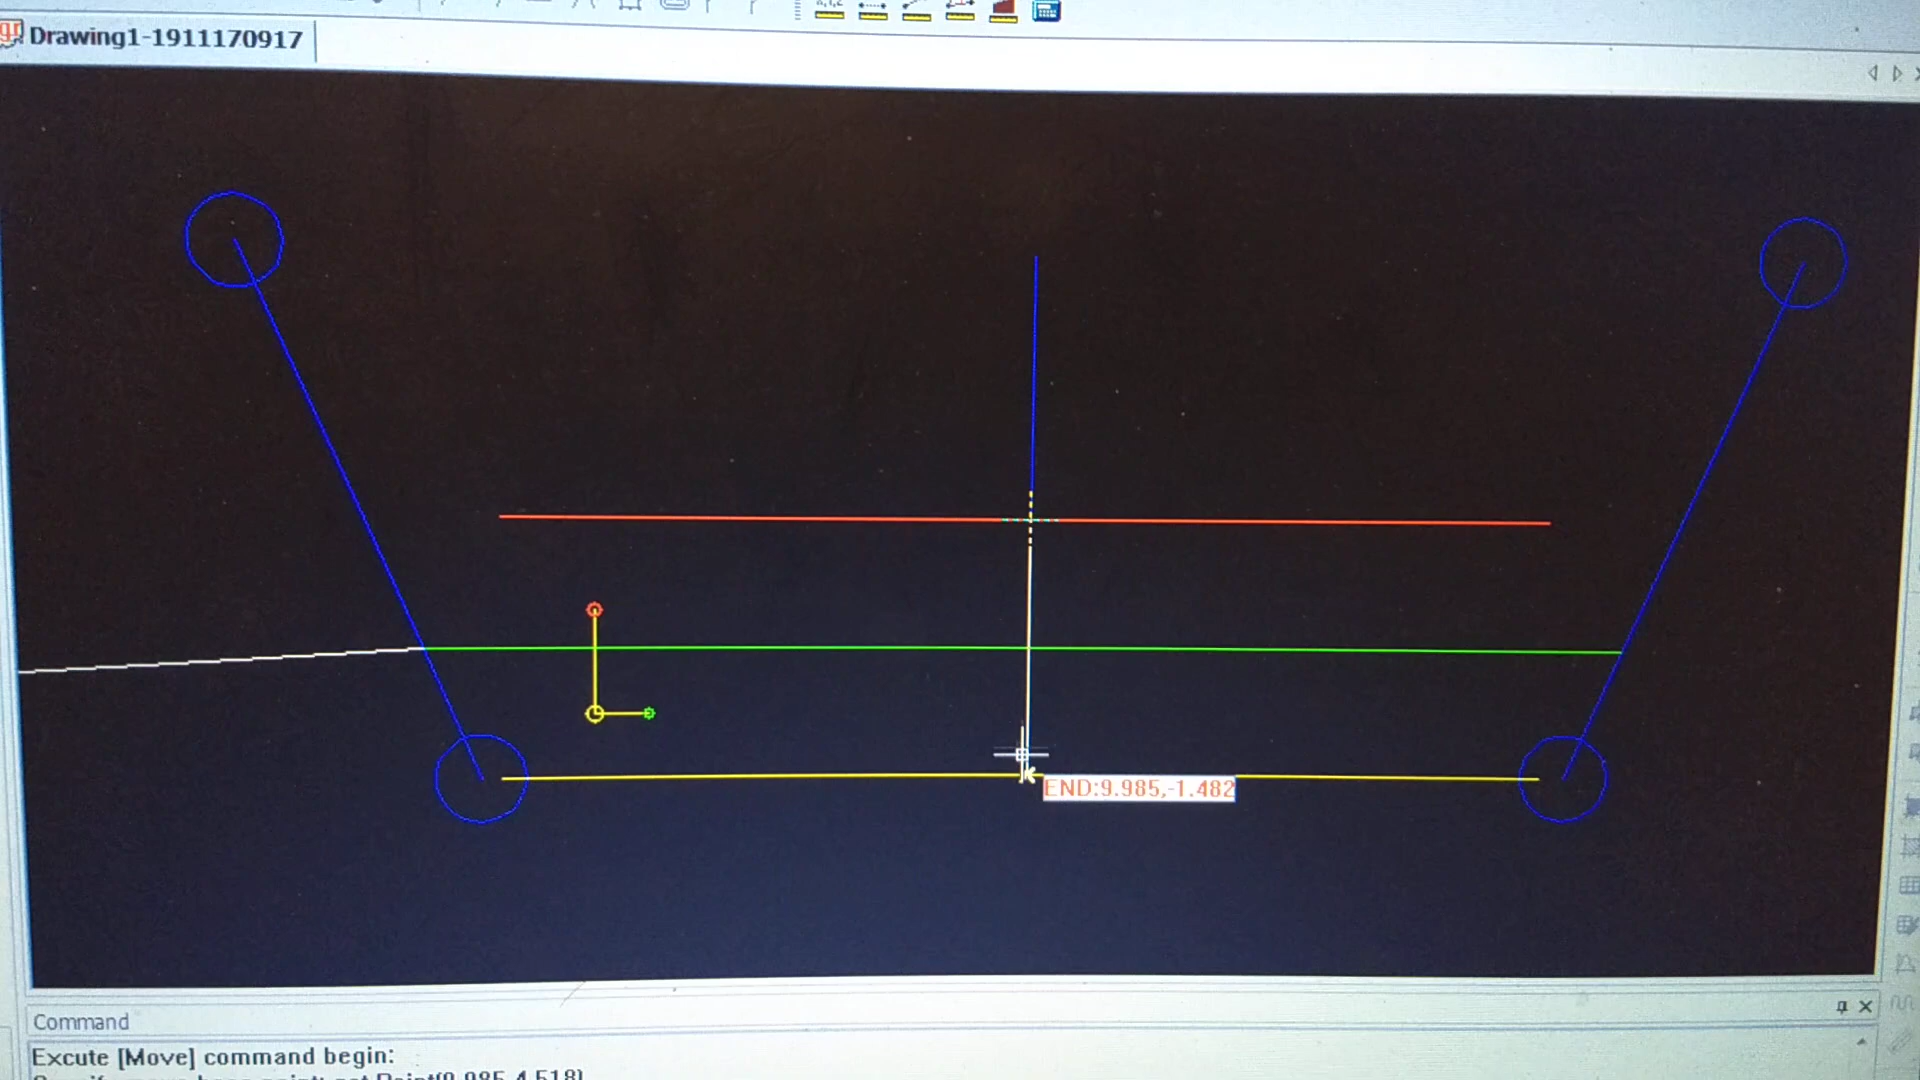 Drawing1-1911170917
END:9.985,-1.482
Command
Excute [Move] command begin: